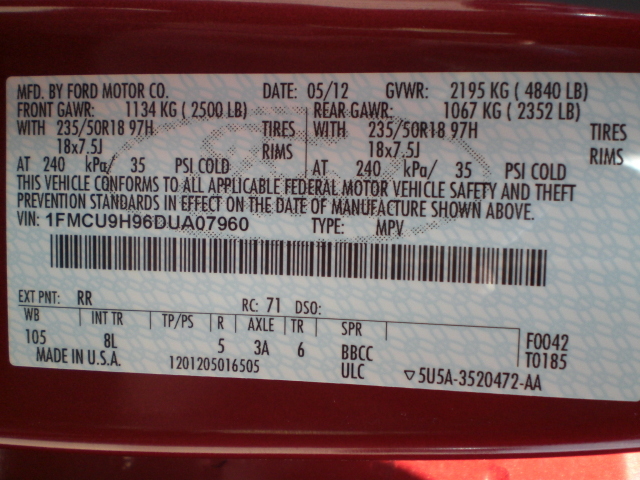 MFD. BY FORD MOTOR CO. DATE: 05/12 GVWR: 2195 KG ( 4840 LB)
FRONT GAWR: 1134 KG ( 2500 LB) REAR GAWR: 1067 KG ( 2352 LB)
WITH 235/50R18 97H TIRES WITH 235/50R18 97H TIRES
18x7.5J RIMS 18x7.5J RIMS
AT 240 kPa/ 35 PSI COLD AT 240 kPa/ 35 PSI COLD
THIS VEHICLE CONFORMS TO ALL APPLICABLE FEDERAL MOTOR VEHICLE SAFETY AND THEFT
PREVENTION STANDARDS IN EFFECT ON THE DATE OF MANUFACTURE SHOWN ABOVE.
VIN: 1FMCU9H96DUA07960 TYPE: MPV
EXT PNT: RR RC: 71 DSO:
WB INT TR TP/PS R AXLE TR SPR F0042
105 8L 5 3A 6 BBCC T0185
MADE IN U.S.A. 1201205016505 ULC ▽5U5A-3520472-AA